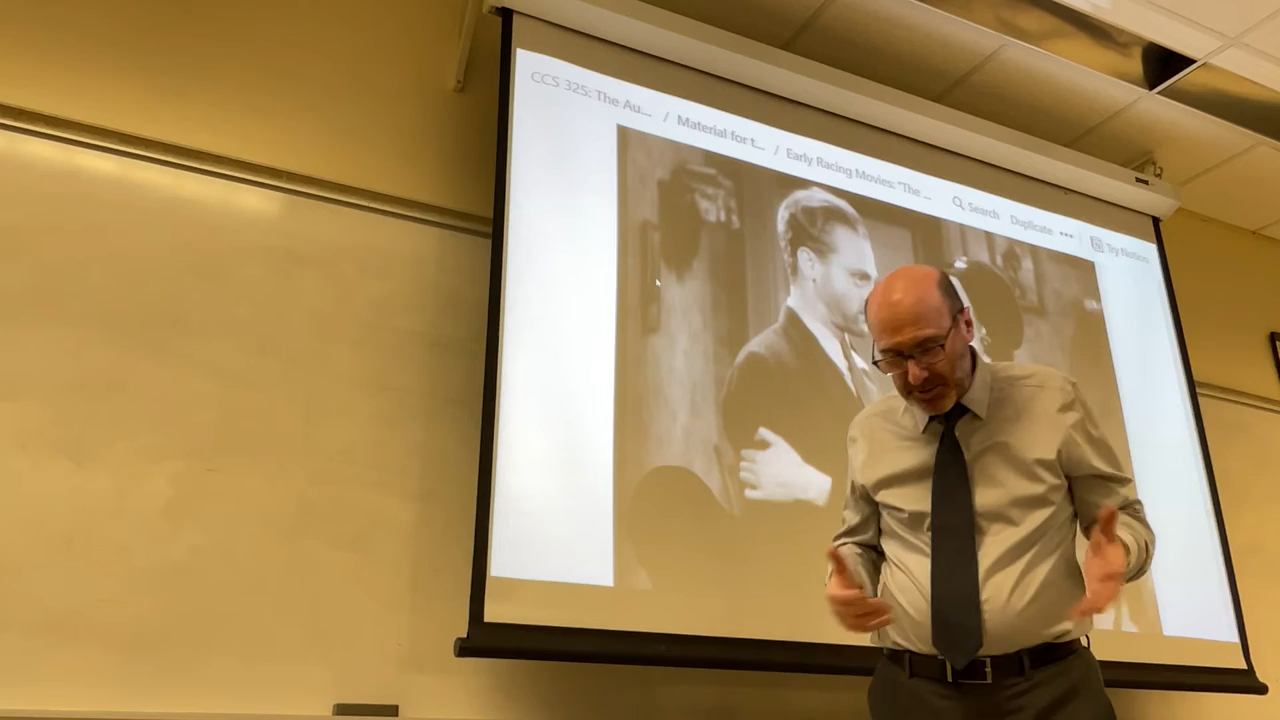 CCS 325: The Au... / Material for t... / Early Racing Movies: "The ... Search Duplicate ••• Try Notion